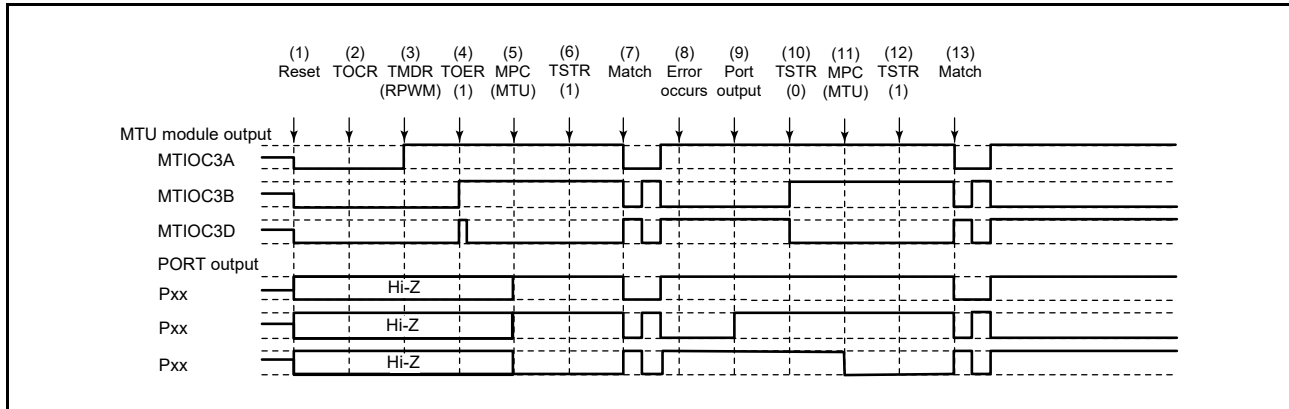 (1) (2) (3) (4) (5) (6) (7) (8) (9) (10) (11) (12) (13)
Reset TOCR TMDR TOER MPC TSTR Match Error Port TSTR MPC TSTR Match
(RPWM) (1) (MTU) (1) occurs output (0) (MTU) (1)
MTU module output
MTIOC3A
MTIOC3B
MTIOC3D
PORT output
Pxx Hi-Z
Pxx Hi-Z
Pxx Hi-Z